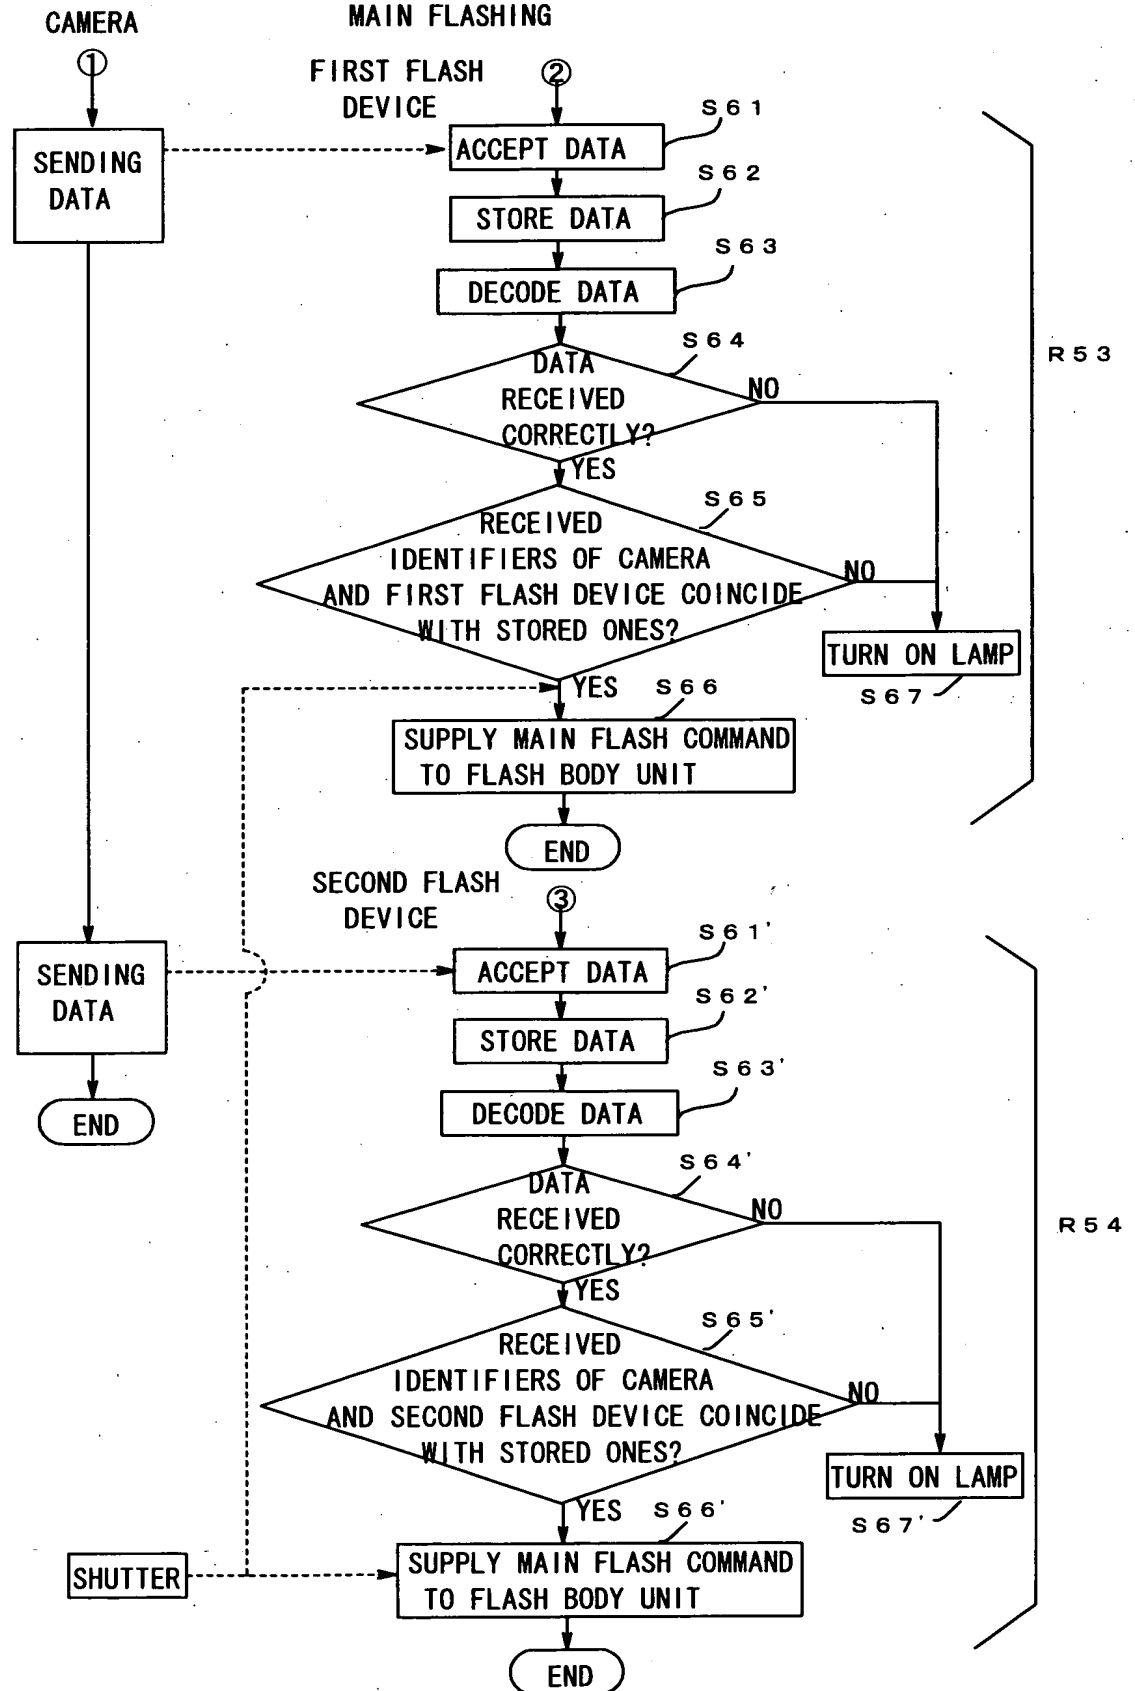 CAMERA
MAIN FLASHING
①
FIRST FLASH
DEVICE
②
SENDING
DATA
ACCEPT DATA
S61
STORE DATA
S62
DECODE DATA
S63
DATA
RECEIVED
CORRECTLY?
S64
NO
YES
RECEIVED
IDENTIFIERS OF CAMERA
AND FIRST FLASH DEVICE COINCIDE
WITH STORED ONES?
S65
NO
TURN ON LAMP
S67
YES
S66
SUPPLY MAIN FLASH COMMAND
TO FLASH BODY UNIT
END
R53
SECOND FLASH
DEVICE
③
SENDING
DATA
END
ACCEPT DATA
S61'
STORE DATA
S62'
DECODE DATA
S63'
DATA
RECEIVED
CORRECTLY?
S64'
NO
YES
RECEIVED
IDENTIFIERS OF CAMERA
AND SECOND FLASH DEVICE COINCIDE
WITH STORED ONES?
S65'
NO
TURN ON LAMP
S67'
YES
S66'
SHUTTER
SUPPLY MAIN FLASH COMMAND
TO FLASH BODY UNIT
END
R54